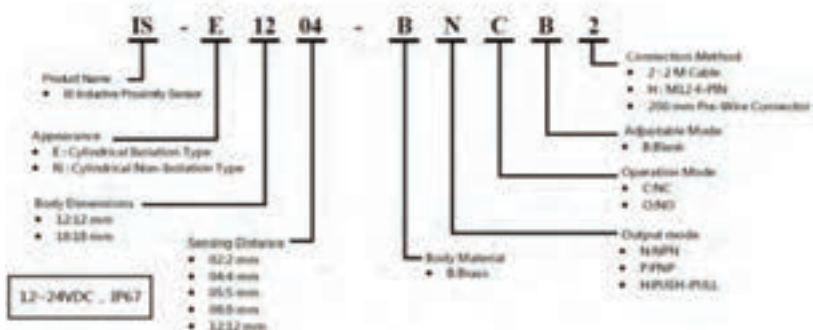 IS - E 12 04 - B N C B 2
Product Name
• IS:Inductive Proximity Sensor
Appearance
• E : Cylindrical Isolation Type
• N : Cylindrical Non-Isolation Type
Body Dimensions
• 12:12 mm
• 18:18 mm
Sensing Distance
• 02:2 mm
• 04:4 mm
• 05:5 mm
• 08:8 mm
• 12:12 mm
Body Material
• B:Brass
Output mode
• N:NPN
• P:PNP
• H:PUSH-PULL
Operation Mode
• C:NC
• O:NO
Adjustable Mode
• B:Blank
Connection Method
• 2 : 2 M Cable
• H : M12 4-PIN
• 200 mm Pre-Wire Connector
12~24VDC , IP67